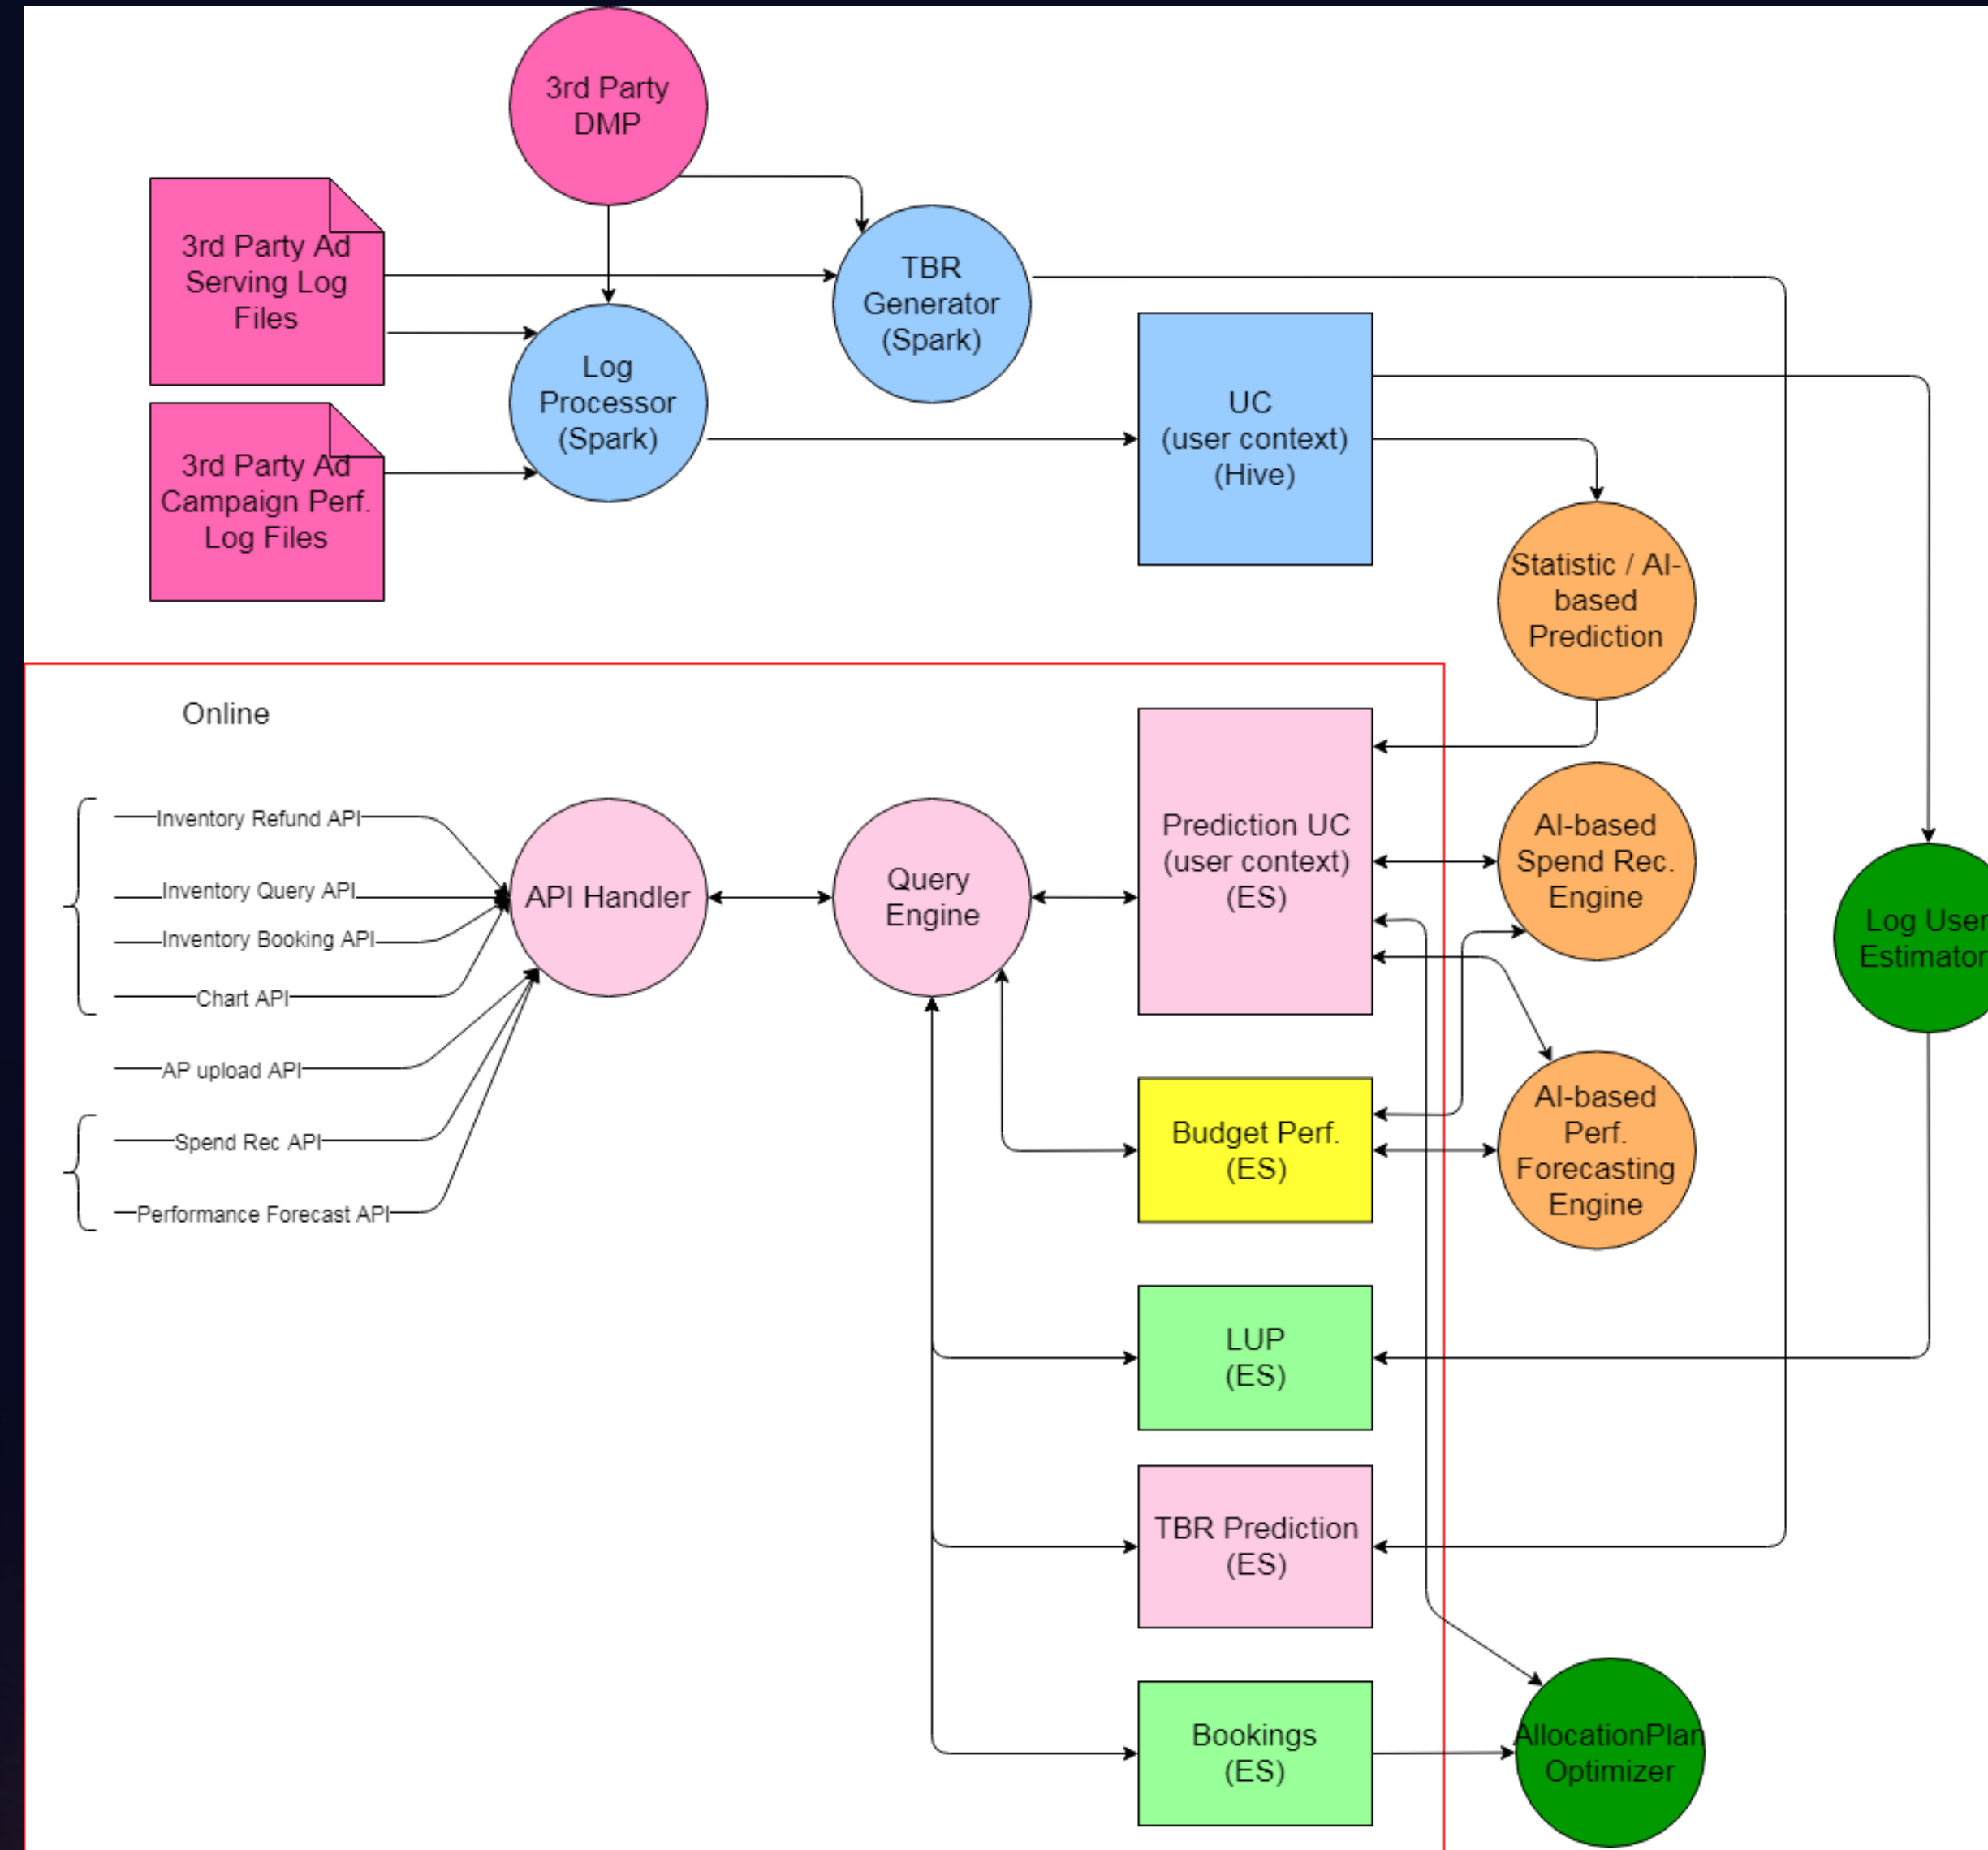 3rd Party
DMP
3rd Party Ad
Serving Log
Files
TBR
Generator
(Spark)
Log
Processor
(Spark)
UC
(user context)
(Hive)
3rd Party Ad
Campaign Perf.
Log Files
Statistic / AI-
based
Prediction
Online
Inventory Refund API
Inventory Query API
Inventory Booking API
Chart API
AP upload API
Spend Rec API
Performance Forecast API
API Handler
Query
Engine
Prediction UC
(user context)
(ES)
AI-based
Spend Rec.
Engine
Log User
Estimator
Budget Perf.
(ES)
AI-based
Perf.
Forecasting
Engine
LUP
(ES)
TBR Prediction
(ES)
Bookings
(ES)
AllocationPlan
Optimizer